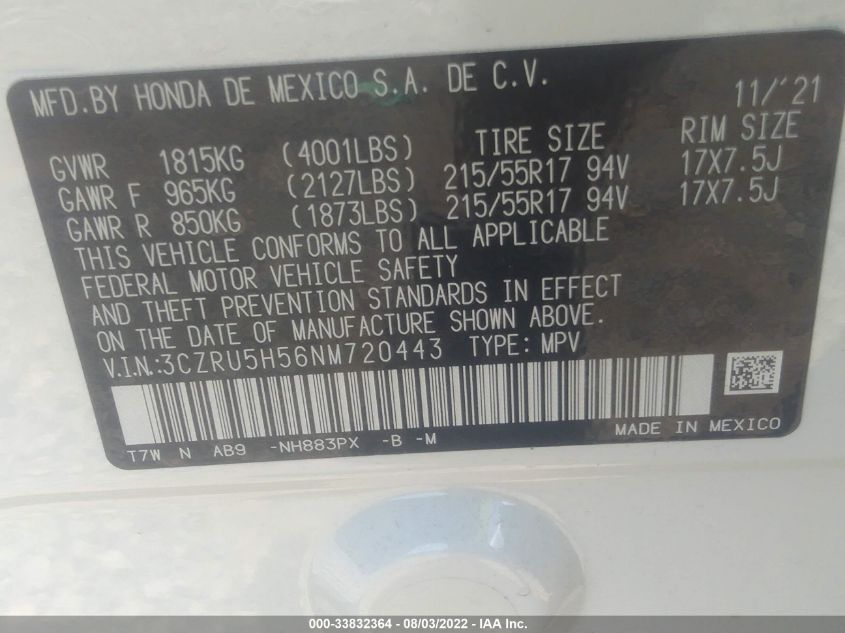 MFD.BY HONDA DE MEXICO S.A. DE C.V. 11/'21
TIRE SIZE RIM SIZE
GVWR 1815KG (4001LBS)
GAWR F 965KG (2127LBS) 215/55R17 94V 17X7.5J
GAWR R 850KG (1873LBS) 215/55R17 94V 17X7.5J
THIS VEHICLE CONFORMS TO ALL APPLICABLE
FEDERAL MOTOR VEHICLE SAFETY
AND THEFT PREVENTION STANDARDS IN EFFECT
ON THE DATE OF MANUFACTURE SHOWN ABOVE.
V.I.N.:3CZRU5H56NM720443 TYPE: MPV
T7W N AB9 -NH883PX -B -M MADE IN MEXICO
000-33832364 - 08/03/2022 - IAA Inc.